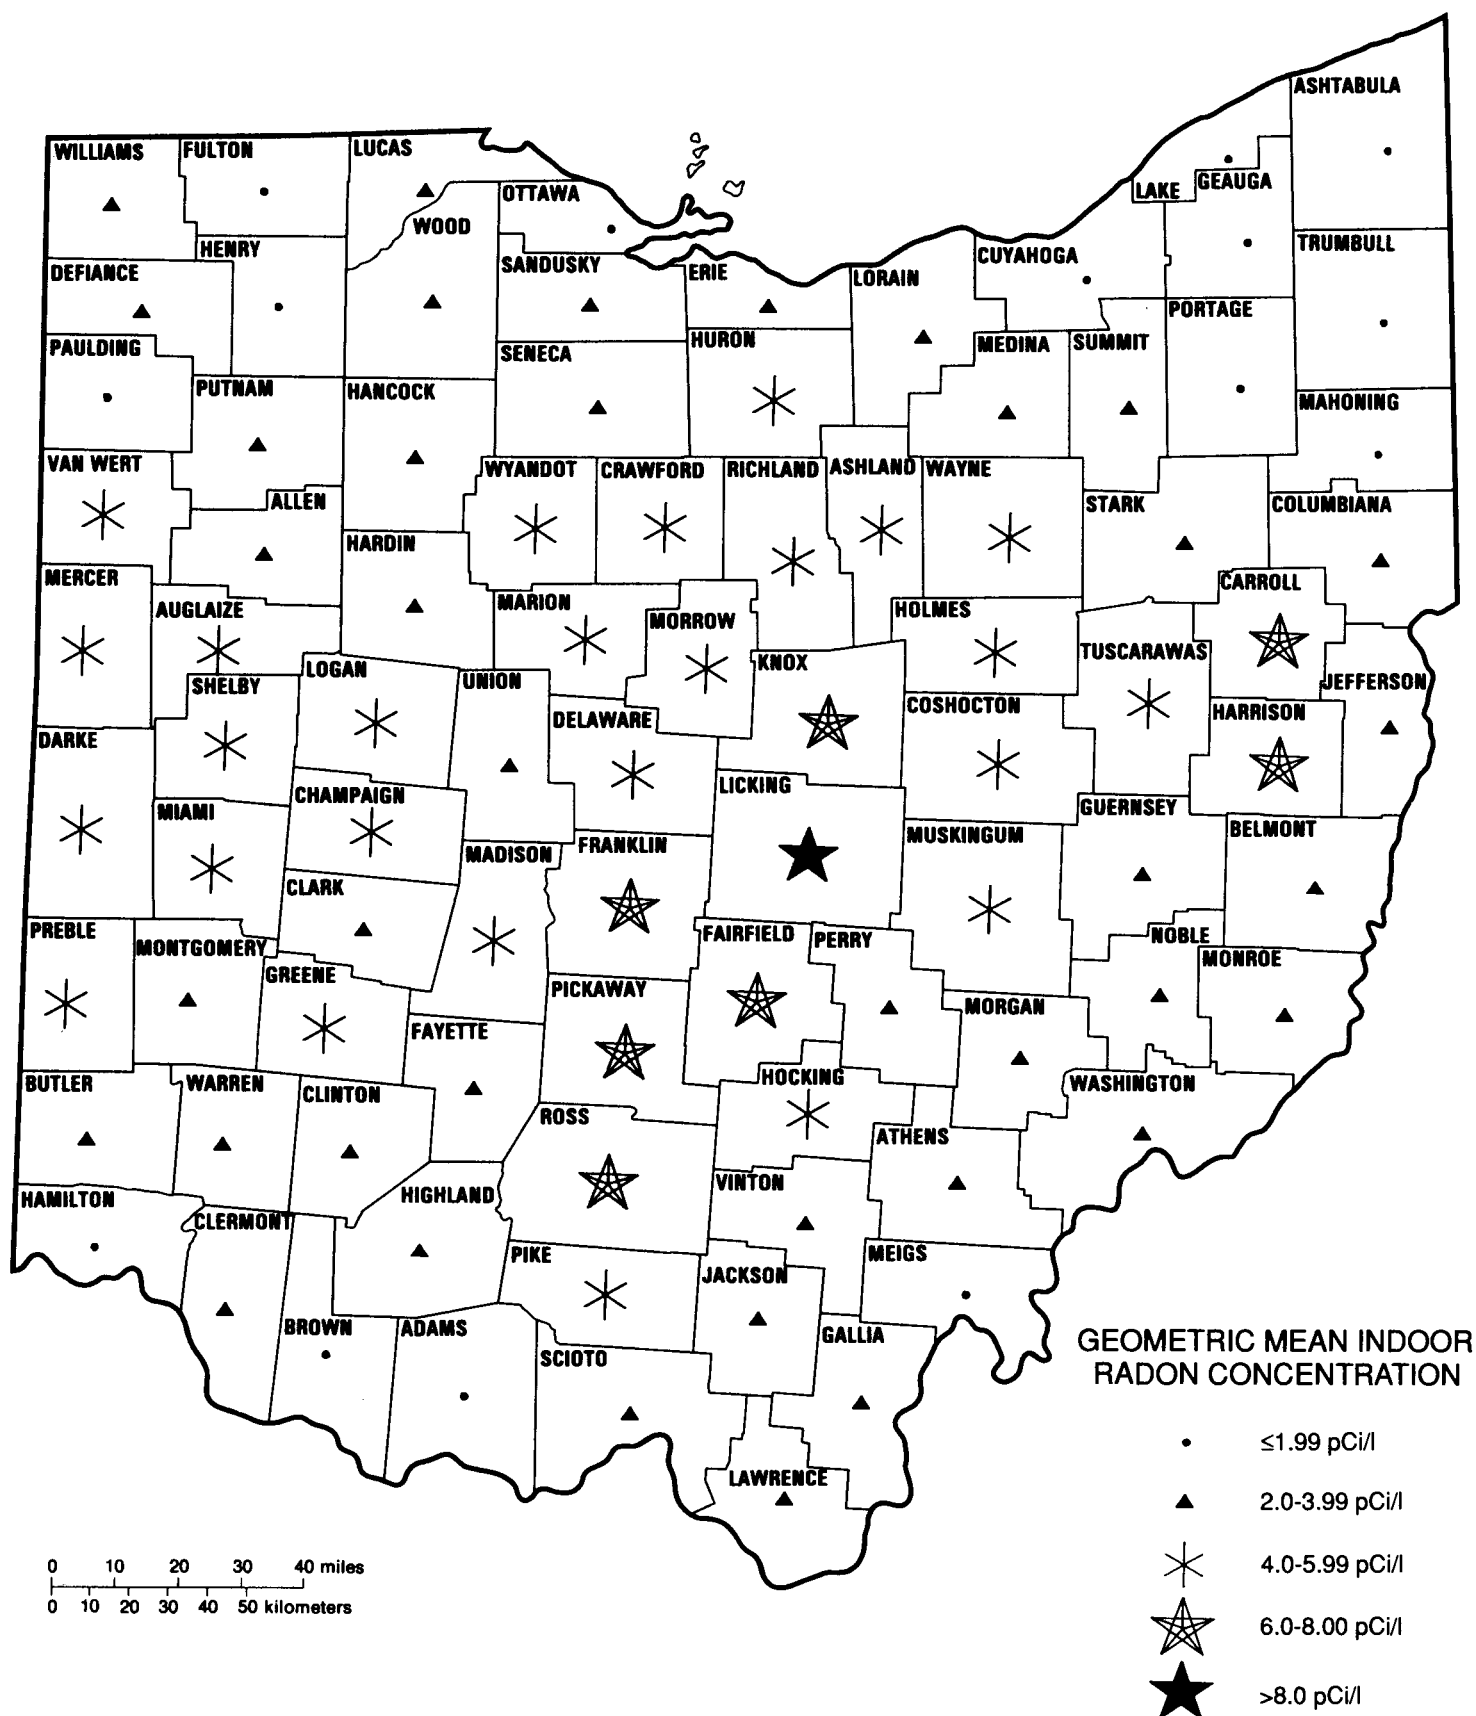 ASHTABULA
WILLIAMS
FULTON
LUCAS
LAKE
GEAUGA
OTTAWA
WOOD
HENRY
TRUMBULL
DEFIANCE
SANDUSKY
ERIE
LORAIN
CUYAHOGA
PORTAGE
PAULDING
SENECA
HURON
MEDINA
SUMMIT
PUTNAM
HANCOCK
MAHONING
VAN WERT
WYANDOT
CRAWFORD
RICHLAND
ASHLAND
WAYNE
ALLEN
STARK
COLUMBIANA
HARDIN
MERCER
CARROLL
AUGLAIZE
MARION
MORROW
HOLMES
TUSCARAWAS
LOGAN
KNOX
SHELBY
UNION
JEFFERSON
DELAWARE
COSHOCTON
HARRISON
DARKE
LICKING
CHAMPAIGN
GUERNSEY
MIAMI
BELMONT
FRANKLIN
MUSKINGUM
MADISON
CLARK
PREBLE
FAIRFIELD
PERRY
NOBLE
MONTGOMERY
MONROE
GREENE
PICKAWAY
MORGAN
FAYETTE
BUTLER
WARREN
CLINTON
HOCKING
WASHINGTON
ROSS
ATHENS
VINTON
HAMILTON
HIGHLAND
CLERMONT
PIKE
MEIGS
JACKSON
BROWN
ADAMS
GALLIA
SCIOTO
LAWRENCE
GEOMETRIC MEAN INDOOR
RADON CONCENTRATION
≤1.99 pCi/l
2.0-3.99 pCi/l
4.0-5.99 pCi/l
6.0-8.00 pCi/l
>8.0 pCi/l
0 10 20 30 40 miles
0 10 20 30 40 50 kilometers